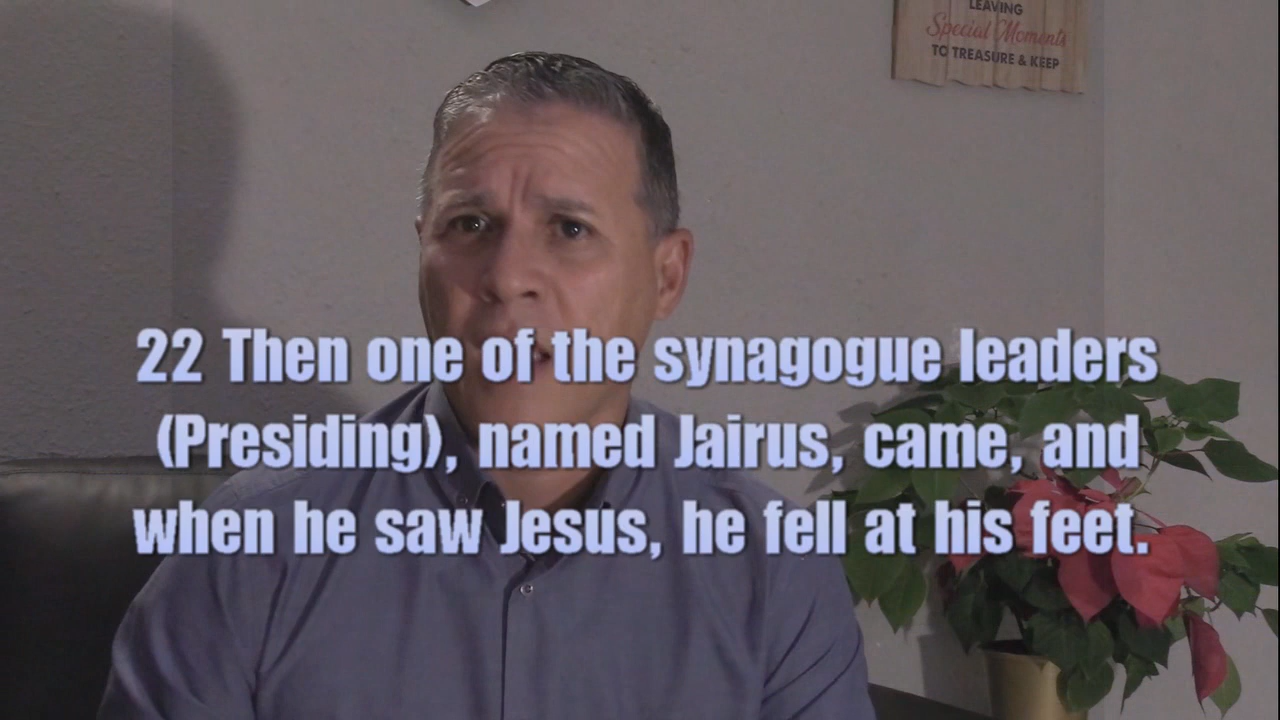 LEAVING
Special Moments
TO TREASURE & KEEP
22 Then one of the synagogue leaders
(Presiding), named Jairus, came, and
when he saw Jesus, he fell at his feet.